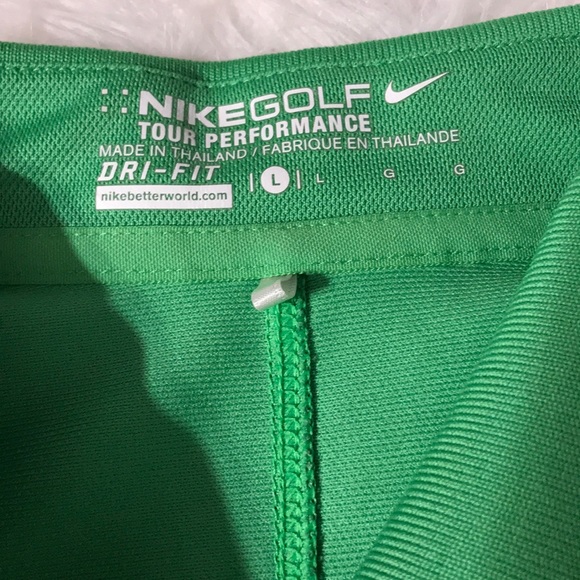 NIKEGOLF
TOUR PERFORMANCE
MADE IN THAILAND / FABRIQUE EN THAILANDE
DRI-FIT | L | L G G
nikebetterworld.com